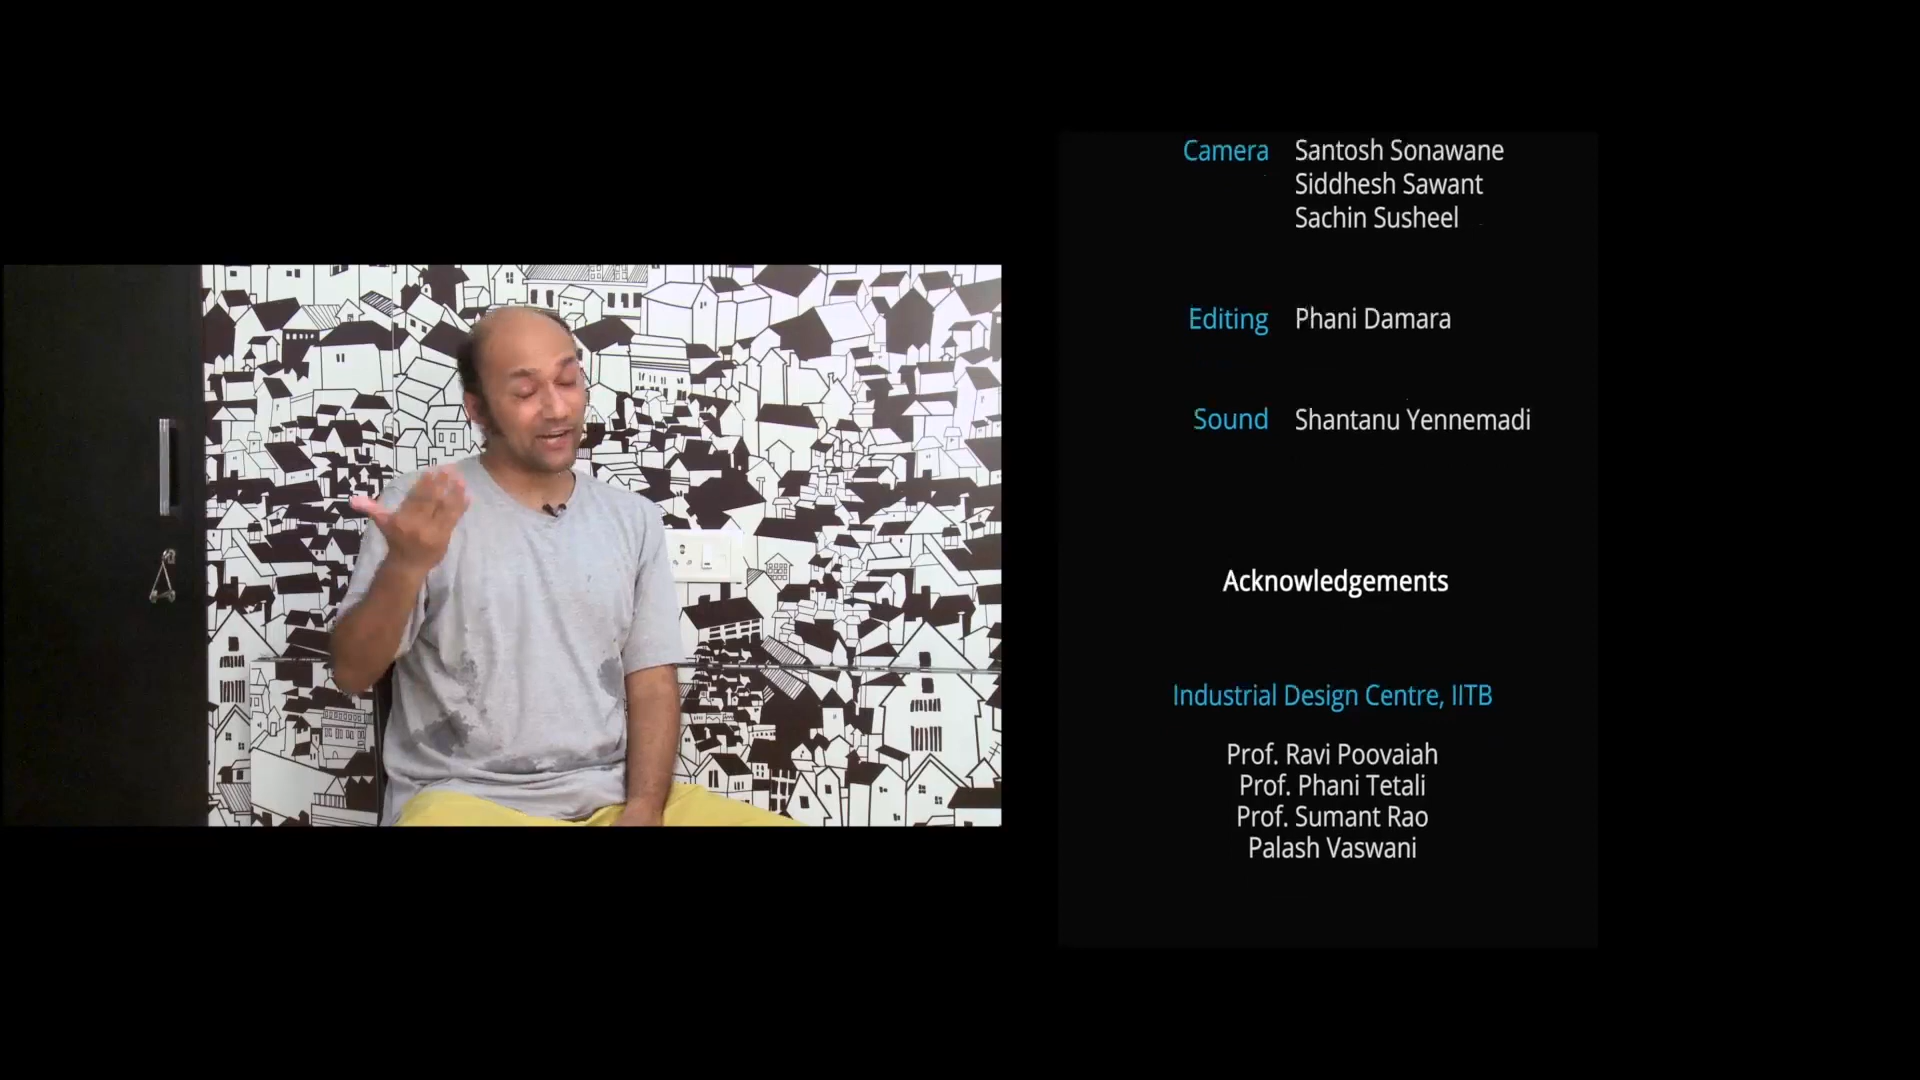 Camera Santosh Sonawane
Siddhesh Sawant
Sachin Susheel
Editing Phani Damara
Sound Shantanu Yennemadi
Acknowledgements
Industrial Design Centre, IITB
Prof. Ravi Poovaiah
Prof. Phani Tetali
Prof. Sumant Rao
Palash Vaswani